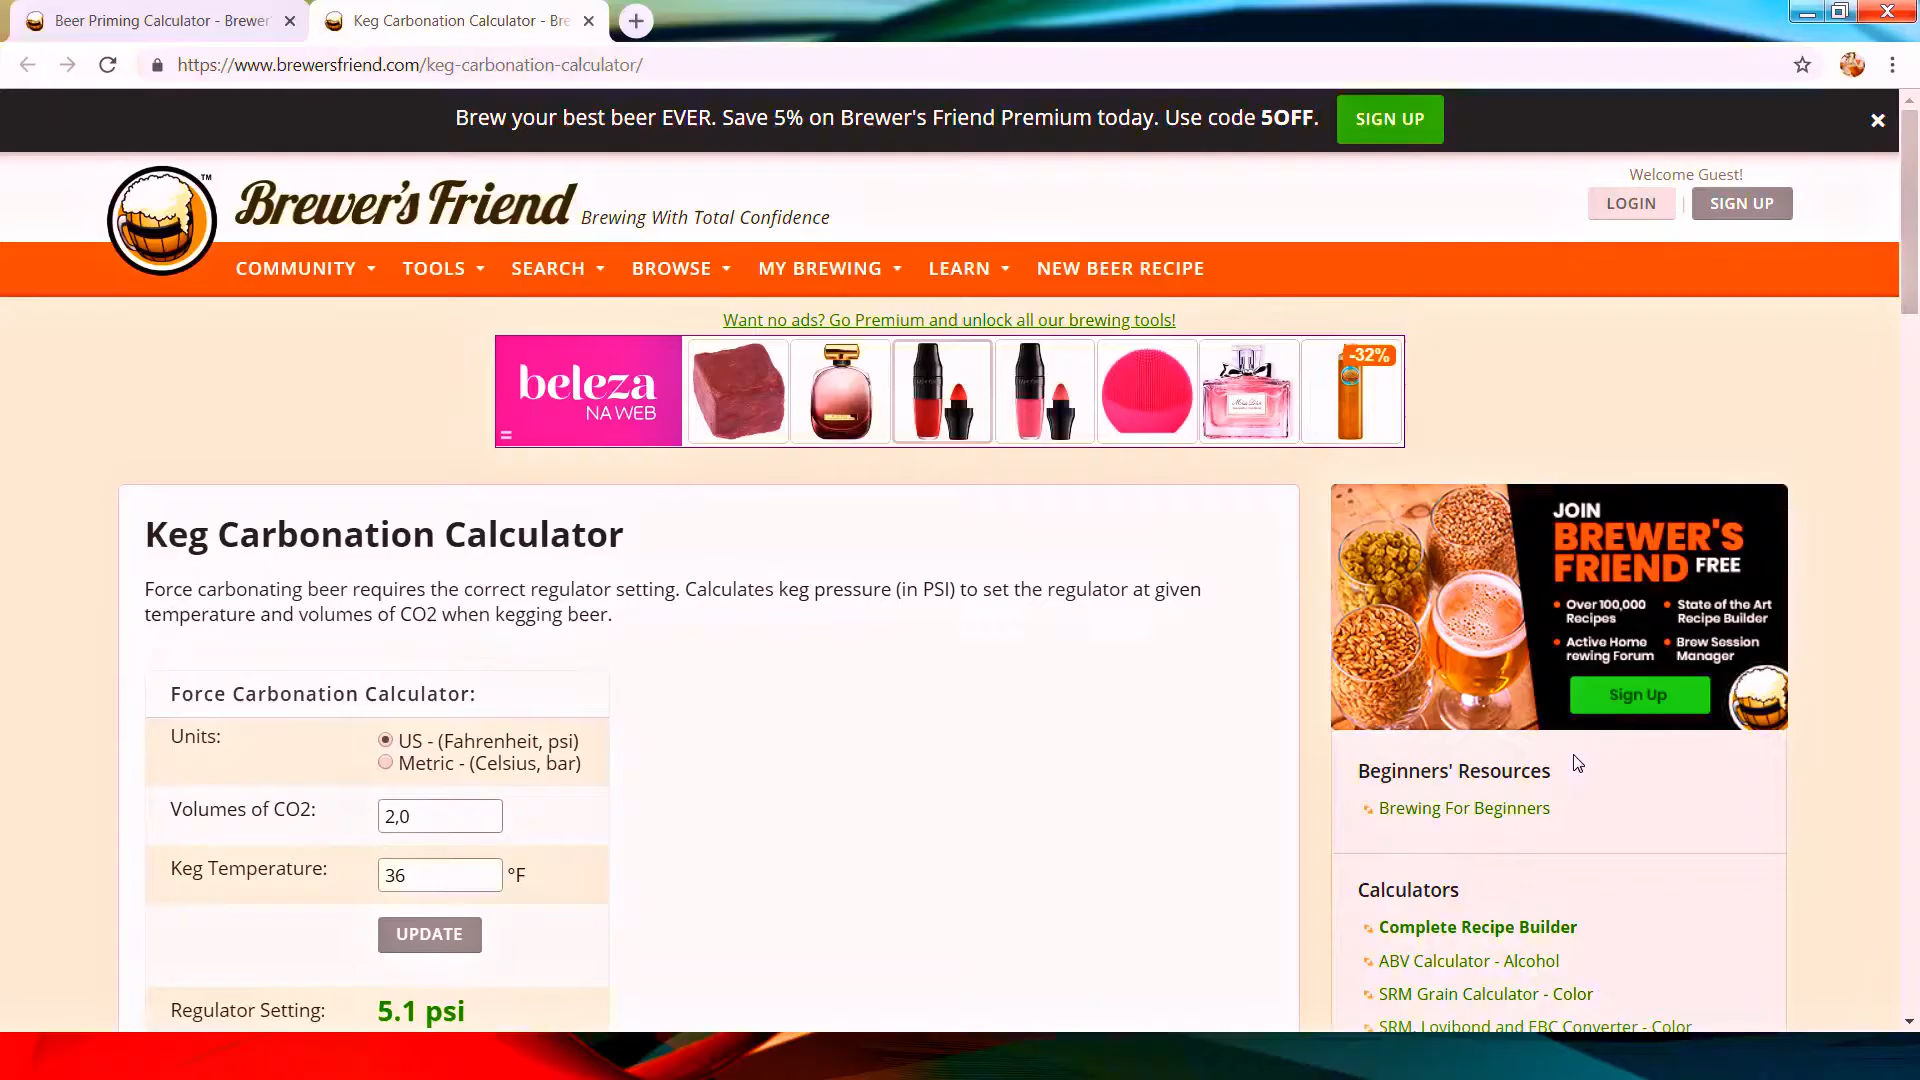 Beer Priming Calculator - Brewer'
Keg Carbonation Calculator - Bre
https://www.brewersfriend.com/keg-carbonation-calculator/
Brew your best beer EVER. Save 5% on Brewer's Friend Premium today. Use code 5OFF.
SIGN UP
Welcome Guest!
LOGIN
SIGN UP
TM
Brewer's Friend
Brewing With Total Confidence
COMMUNITY
TOOLS
SEARCH
BROWSE
MY BREWING
LEARN
NEW BEER RECIPE
Want no ads? Go Premium and unlock all our brewing tools!
beleza
NA WEB
-32%
Keg Carbonation Calculator
Force carbonating beer requires the correct regulator setting. Calculates keg pressure (in PSI) to set the regulator at given
temperature and volumes of CO2 when kegging beer.
Force Carbonation Calculator:
Units:
US - (Fahrenheit, psi)
Metric - (Celsius, bar)
Volumes of CO2:
2,0
Keg Temperature:
36
°F
UPDATE
Regulator Setting:
5.1 psi
JOIN
BREWER'S
FRIEND FREE
Over 100,000
Recipes
State of the Art
Recipe Builder
Active Home
rewing Forum
Brew Session
Manager
Sign Up
Beginners' Resources
Brewing For Beginners
Calculators
Complete Recipe Builder
ABV Calculator - Alcohol
SRM Grain Calculator - Color
SRM, Lovibond and EBC Converter - Color